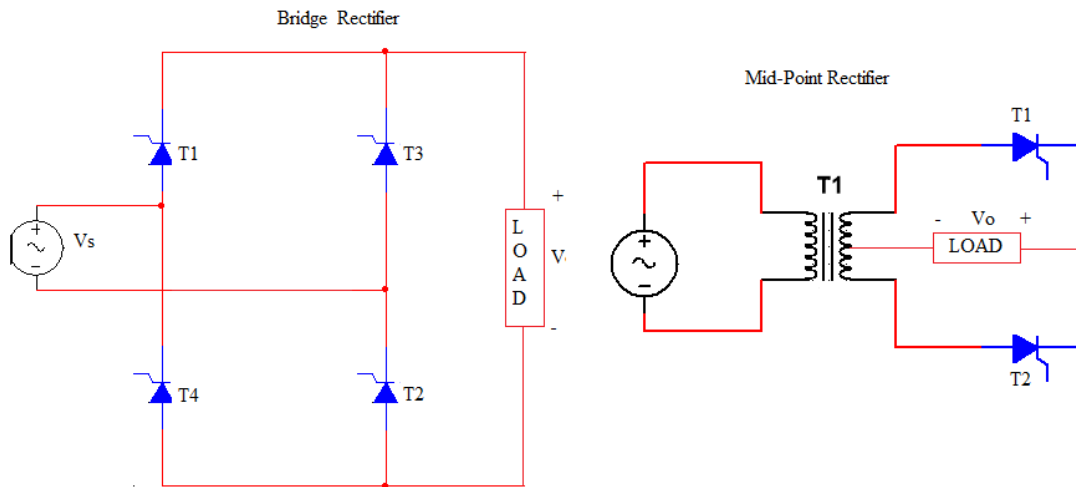 Bridge Rectifier
T1
T3
+
Vs
L
O
A
D
V
-
T4
T2
Mid-Point Rectifier
T1
T1
- Vo +
LOAD
T2